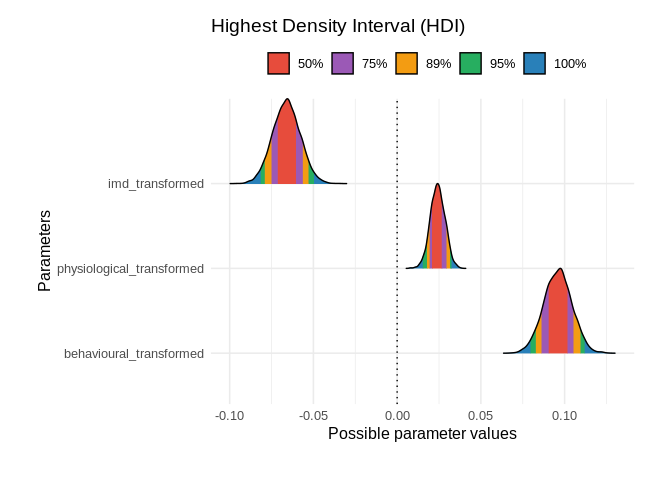 Highest Density Interval (HDI)
50% 75% 89% 95% 100%
imd_transformed
physiological_transformed
behavioural_transformed
Parameters
-0.10 -0.05 0.00 0.05 0.10
Possible parameter values